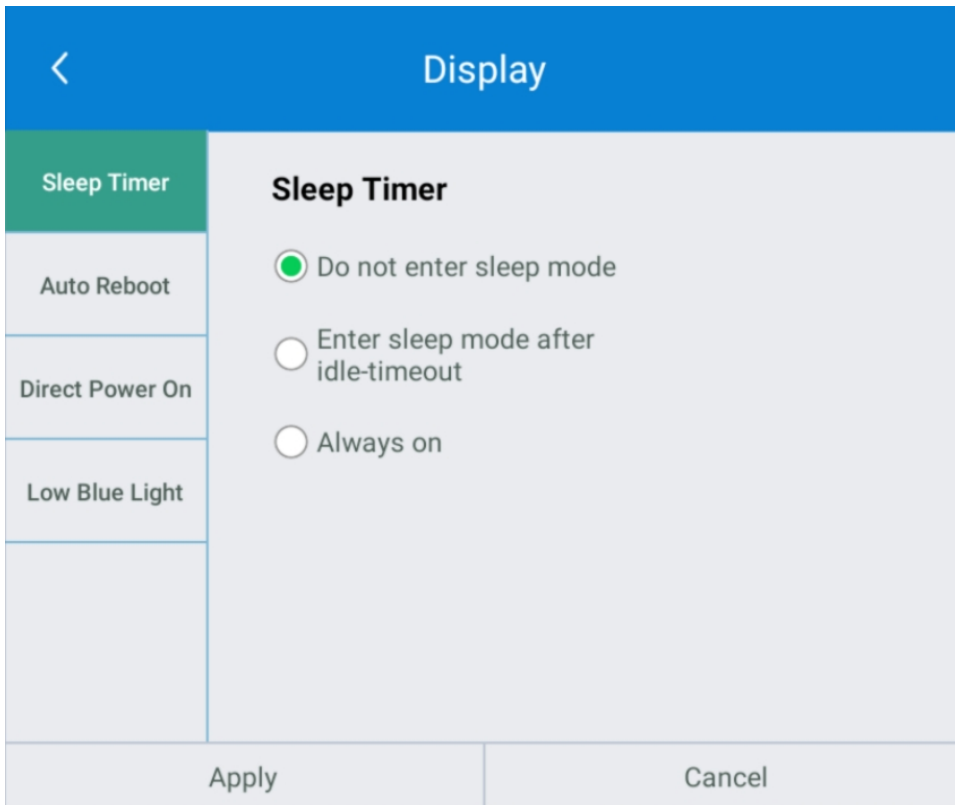 Display
Sleep Timer
Auto Reboot
Direct Power On
Low Blue Light
Sleep Timer
Do not enter sleep mode
Enter sleep mode after
idle-timeout
Always on
Apply
Cancel